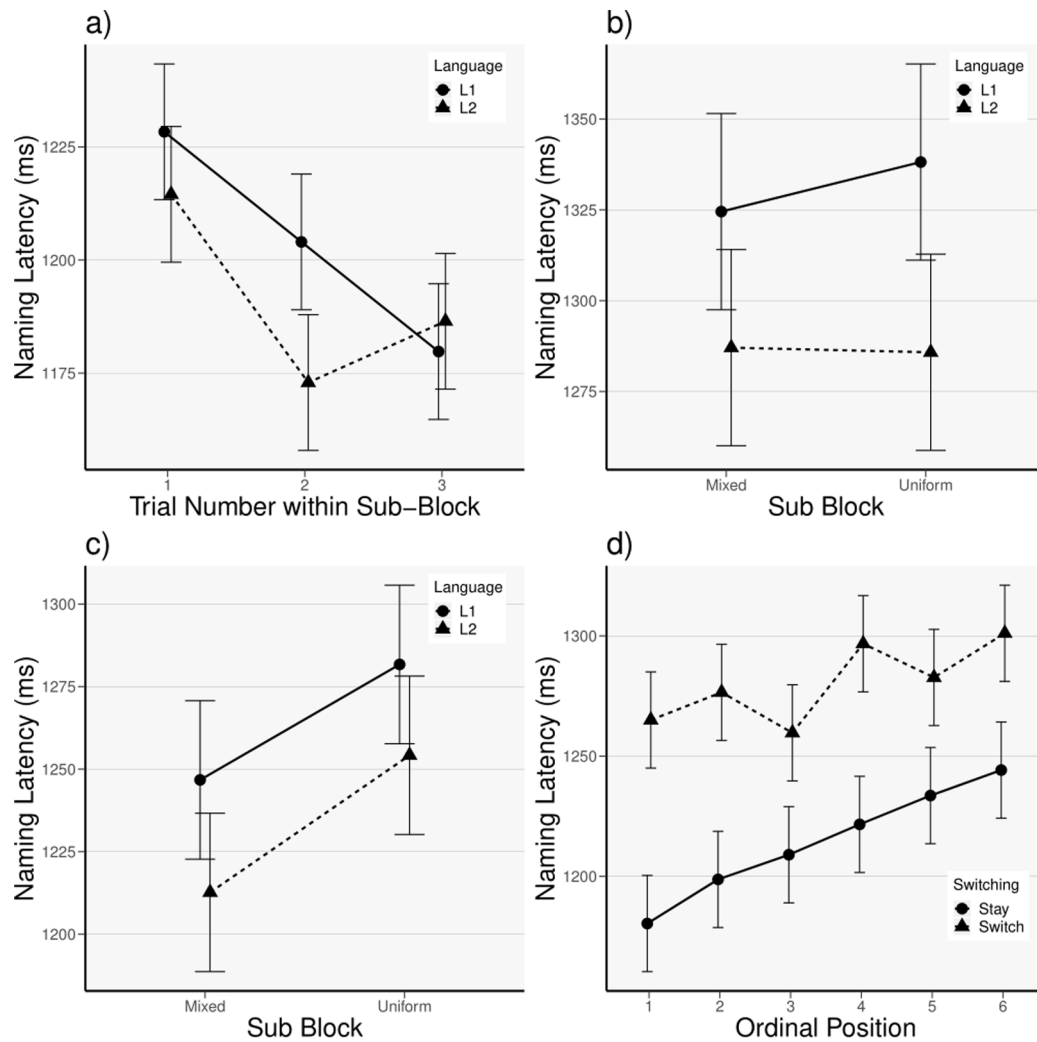 a)
Naming Latency (ms)
1225
1200
1175
Language
L1
L2
1
2
3
Trial Number within Sub−Block
b)
Naming Latency (ms)
1350
1325
1300
1275
Language
L1
L2
Mixed
Uniform
Sub Block
c)
Naming Latency (ms)
1300
1275
1250
1225
1200
Language
L1
L2
Mixed
Uniform
Sub Block
d)
Naming Latency (ms)
1300
1250
1200
Switching
Stay
Switch
1
2
3
4
5
6
Ordinal Position